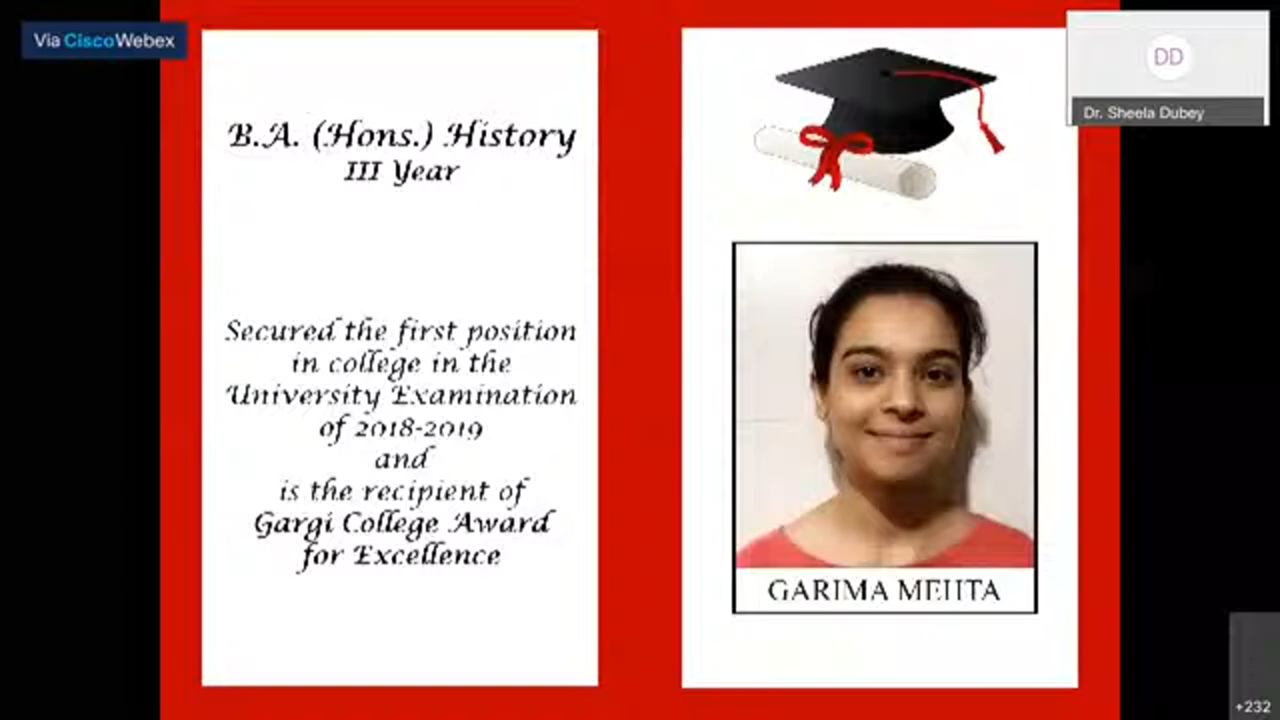 Via CiscoWebex
B.A. (Hons.) History
III Year
Secured the first position
in college in the
University Examination
of 2018-2019
and
is the recipient of
Gargi College Award
for Excellence
GARIMA MEHTA
DD
Dr. Sheela Dubey
+232